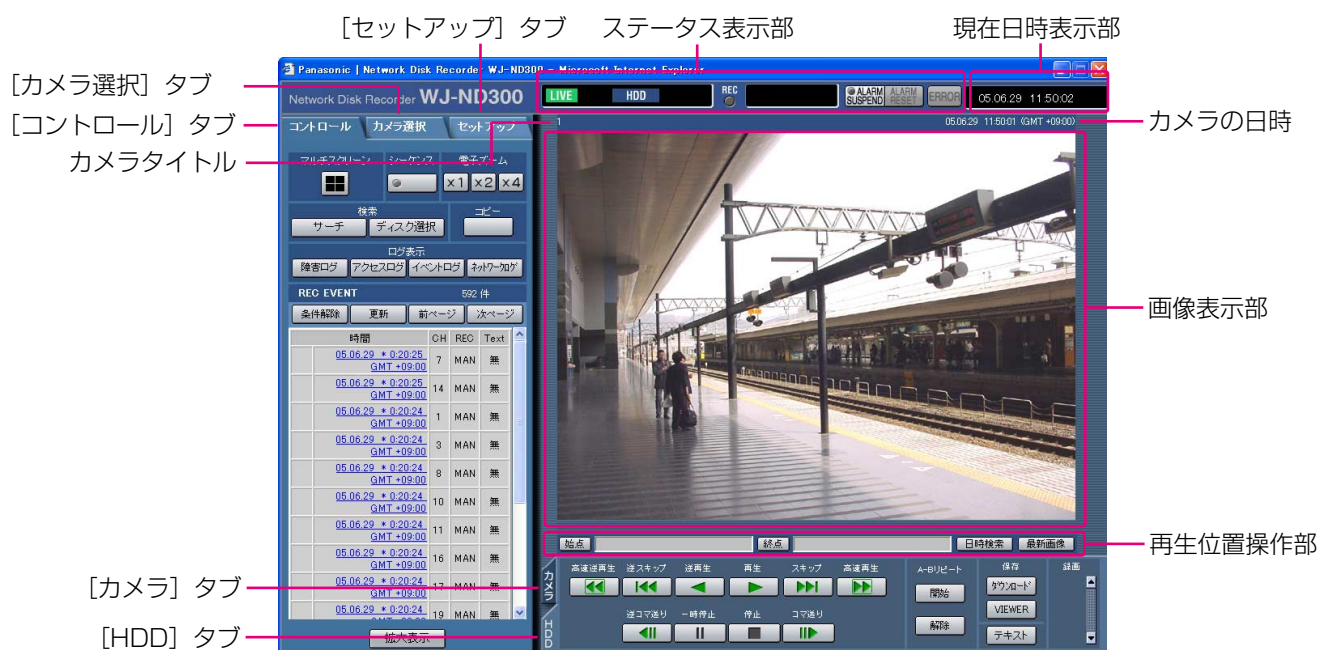 ［セットアップ］タブ
ステータス表示部
現在日時表示部
［カメラ選択］タブ
［コントロール］タブ
カメラタイトル
カメラの日時
画像表示部
再生位置操作部
［カメラ］タブ
［HDD］タブ
Panasonic | Network Disk Recorder WJ-ND300 - Microsoft Internet Explorer
Network Disk Recorder WJ-ND300
LIVE HDD REC ALARM SUSPEND ALARM RESET ERROR 05.06.29 11:50:02
コントロール カメラ選択 セットアップ
1 05.06.29 11:50:01 (GMT +09:00)
マルチスクリーン シーケンス 電子ズーム
x1 x2 x4
検索 コピー
サーチ ディスク選択
ログ表示
障害ログ アクセスログ イベントログ ネットワークログ
REC EVENT 592 件
条件解除 更新 前ページ 次ページ
時間 CH REC Text
05.06.29 * 0:20:25 GMT +09:00 7 MAN 無
05.06.29 * 0:20:25 GMT +09:00 14 MAN 無
05.06.29 * 0:20:24 GMT +09:00 1 MAN 無
05.06.29 * 0:20:24 GMT +09:00 3 MAN 無
05.06.29 * 0:20:24 GMT +09:00 8 MAN 無
05.06.29 * 0:20:24 GMT +09:00 10 MAN 無
05.06.29 * 0:20:24 GMT +09:00 11 MAN 無
05.06.29 * 0:20:24 GMT +09:00 16 MAN 無
05.06.29 * 0:20:24 GMT +09:00 17 MAN 無
05.06.29 * 0:20:24 19 MAN 無
拡大表示
始点 終点 日時検索 最新画像
カメラ
HDD
高速逆再生 逆スキップ 逆再生 再生 スキップ 高速再生
逆コマ送り 一時停止 停止 コマ送り
A-Bリピート
開始
解除
保存
ダウンロード
VIEWER
テキスト
録画